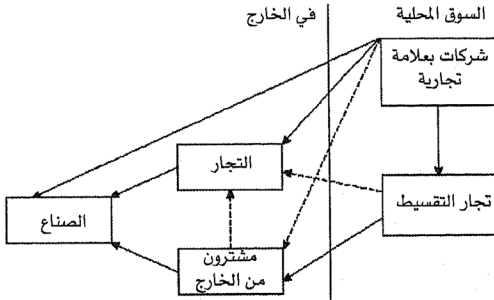 السوق المحلية
في الخارج
شركات بعلامة
تجارية
التجار
تجار التقسيط
الصناع
مشترون
من الخارج